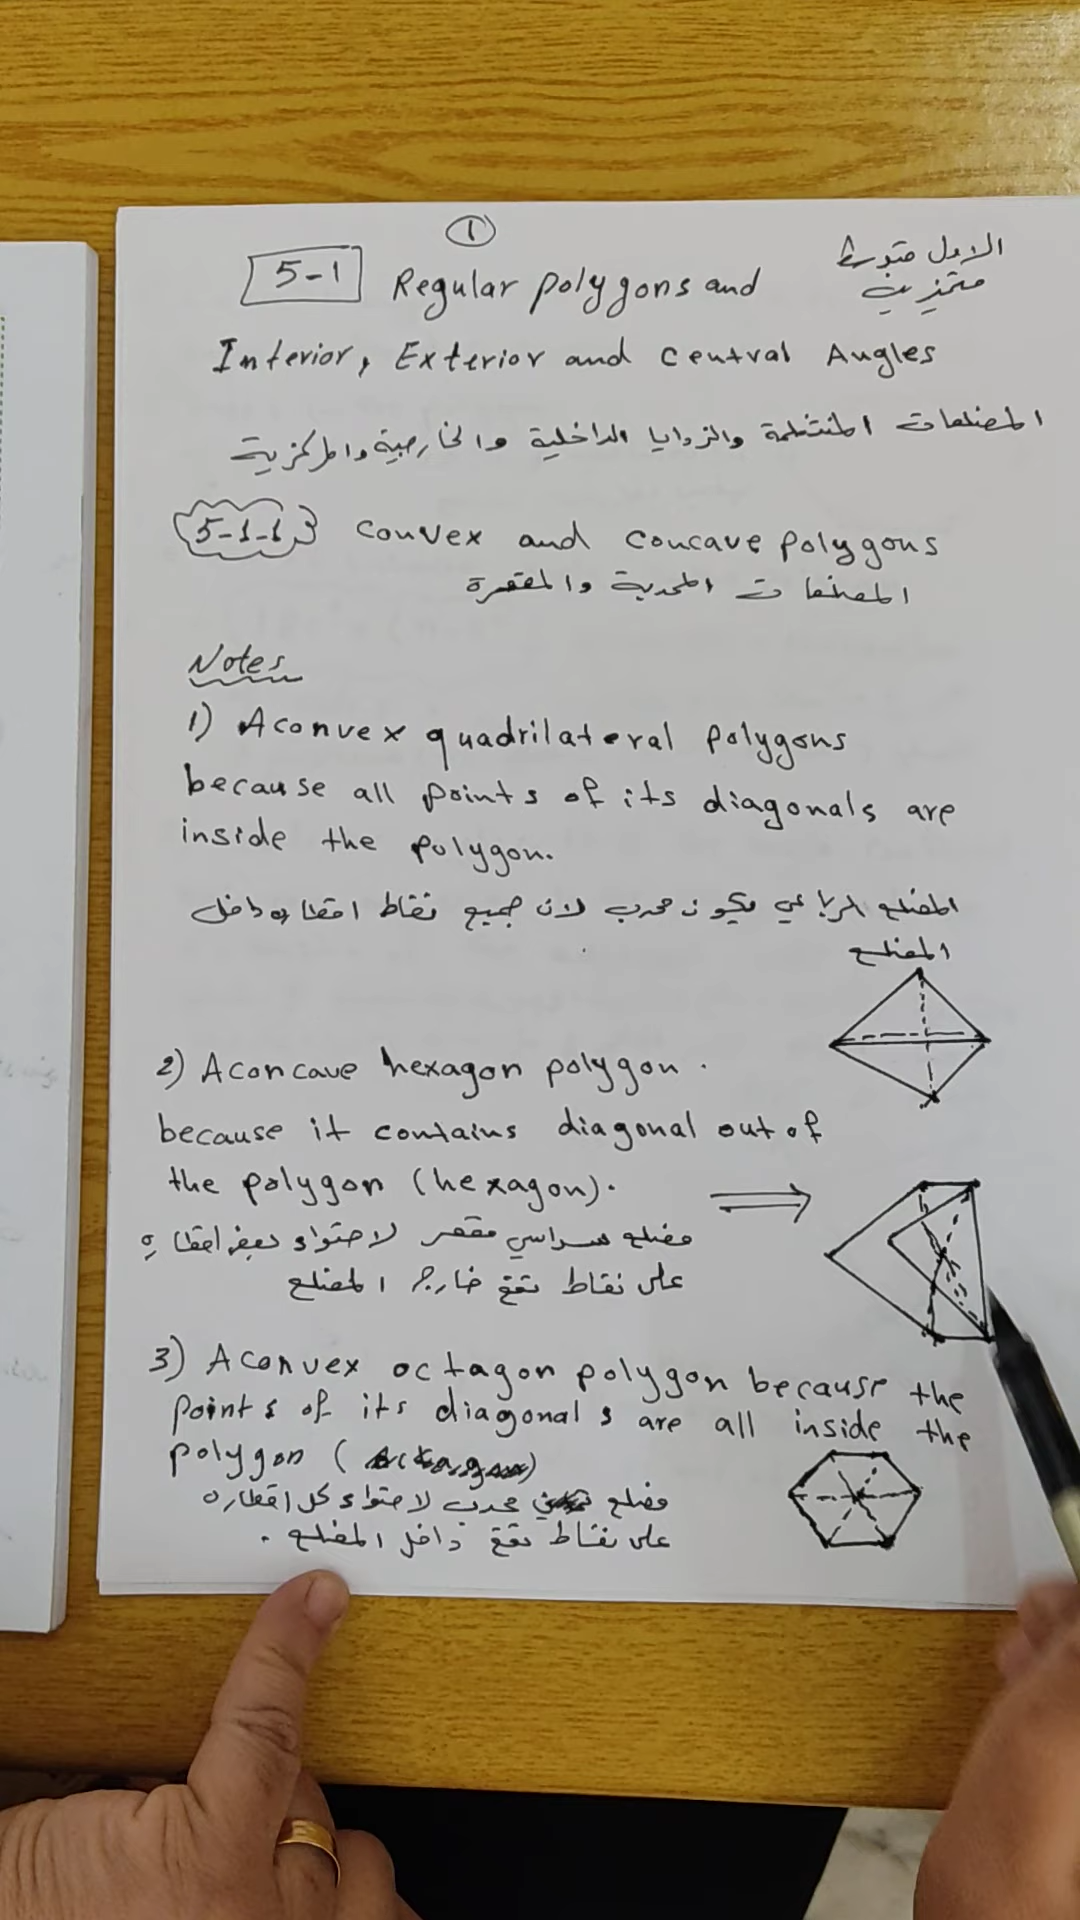 1
الاول متوسط
متميزين
5-1 Regular polygons and
Interior, Exterior and central Angles
المضلعات المنتظمة والزوايا الداخلية والخارجية والمركزية
5-1-1 Convex and concave polygons
المضلعات المحدبة والمقعرة
Notes
1) A convex quadrilateral polygons
because all points of its diagonals are
inside the polygon.
المضلع الرباعي يكون محدب لان جميع نقاط اقطاره داخل
المضلع
2) A concave hexagon polygon.
because it contains diagonal out of
the polygon (hexagon).
مضلع سداسي مقعر لاحتواء بعض اقطاره
على نقاط تقع خارج المضلع
3) A convex octagon polygon because the
points of its diagonals are all inside the
polygon (
مضلع محدب لاحتواء كل اقطاره
على نقاط تقع داخل المضلع .